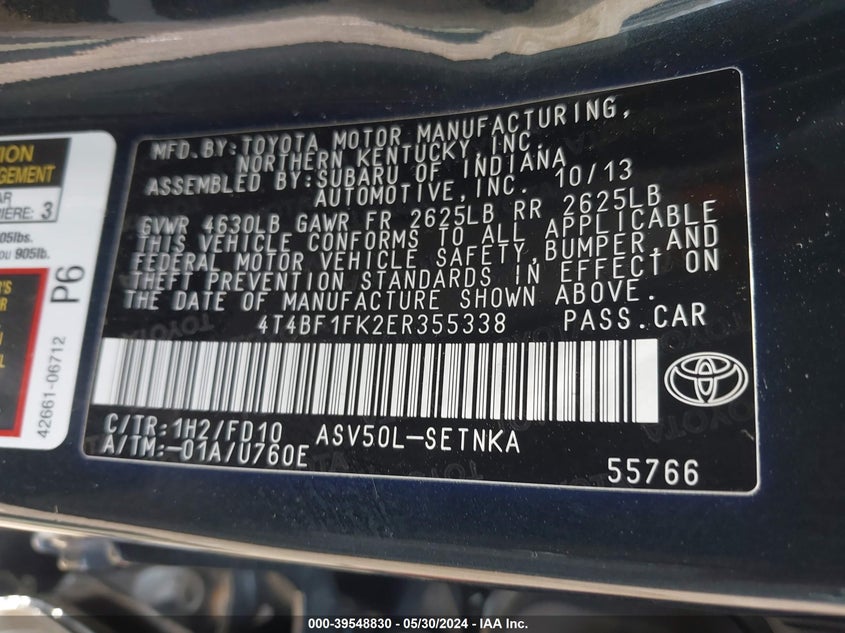 MFD.BY:TOYOTA MOTOR MANUFACTURING,
NORTHERN KENTUCKY,INC.
ASSEMBLED BY:SUBARU OF INDIANA
AUTOMOTIVE,INC. 10/13
GVWR 4630LB GAWR FR 2625LB RR 2625LB
THIS VEHICLE CONFORMS TO ALL APPLICABLE
FEDERAL MOTOR VEHICLE SAFETY,BUMPER,AND
THEFT PREVENTION STANDARDS IN EFFECT ON
THE DATE OF MANUFACTURE SHOWN ABOVE.
4T4BF1FK2ER355338 PASS.CAR
C/TR:1H2/FD10 ASV50L-SETNKA
A/TM:-01A/U760E
55766
3
905lb.
P6
42661-06712
000-39548830 - 05/30/2024 - IAA Inc.